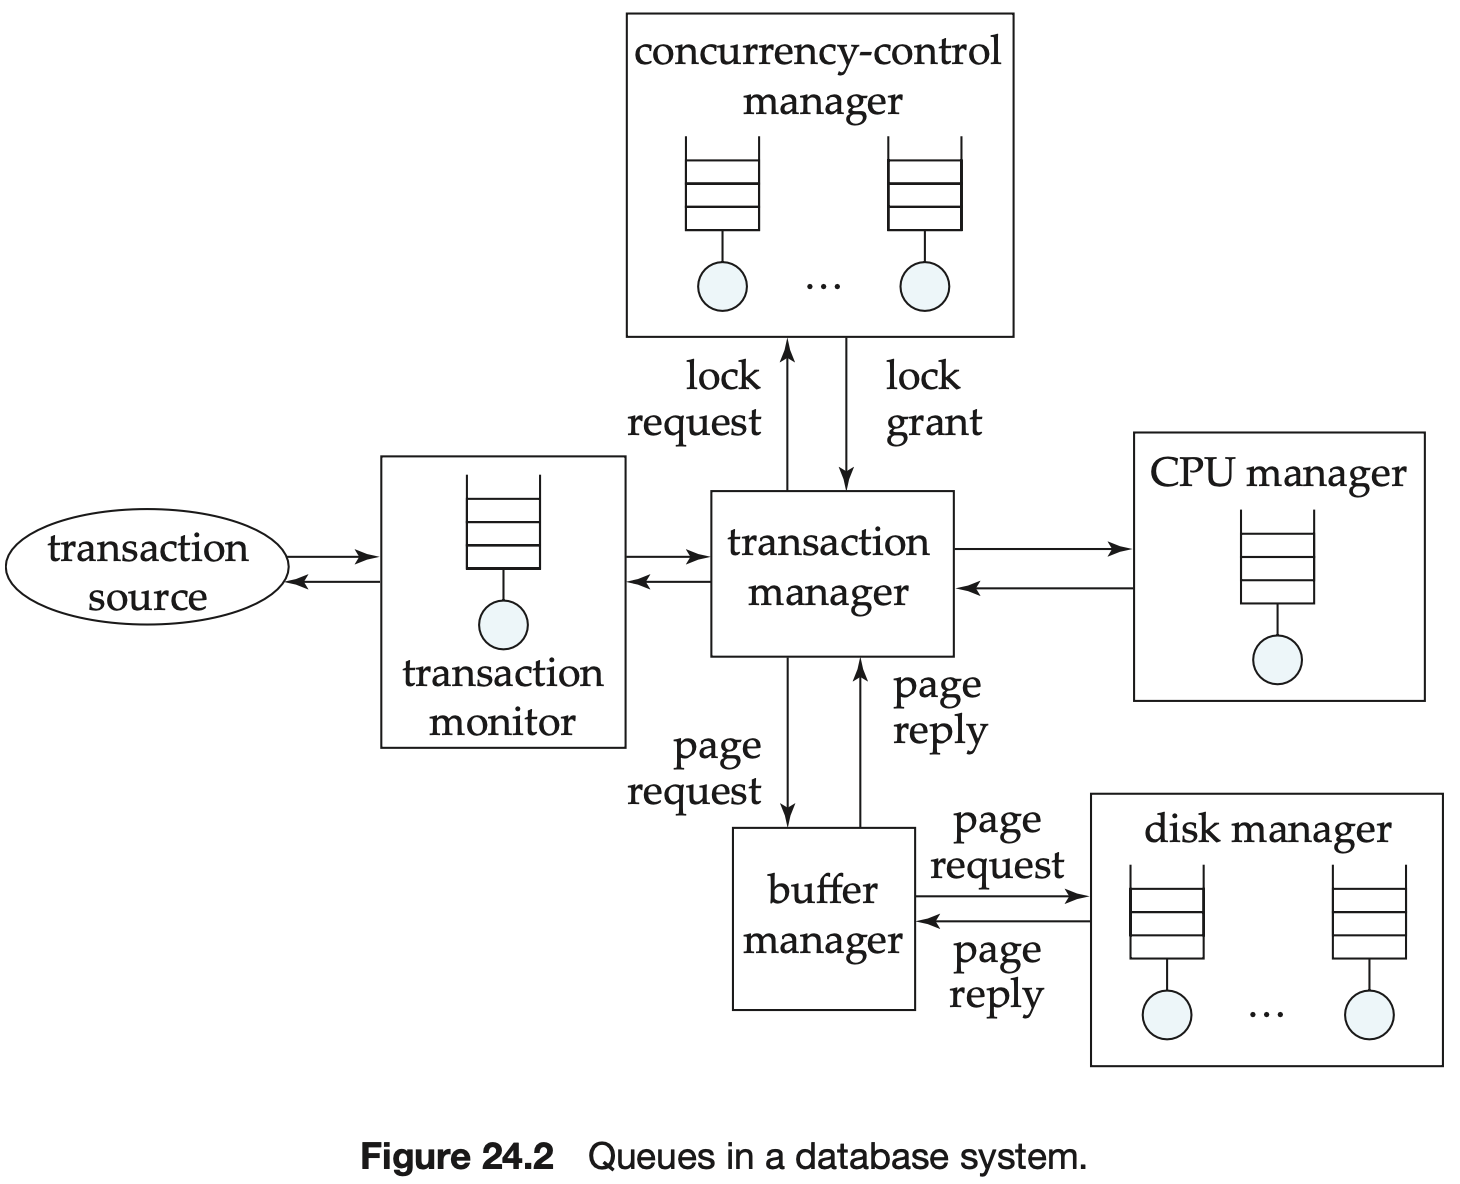 concurrency-control
manager
...
lock
request
lock
grant
CPU manager
transaction
source
transaction
monitor
transaction
manager
page
request
page
reply
buffer
manager
page
request
page
reply
disk manager
...
Figure 24.2 Queues in a database system.